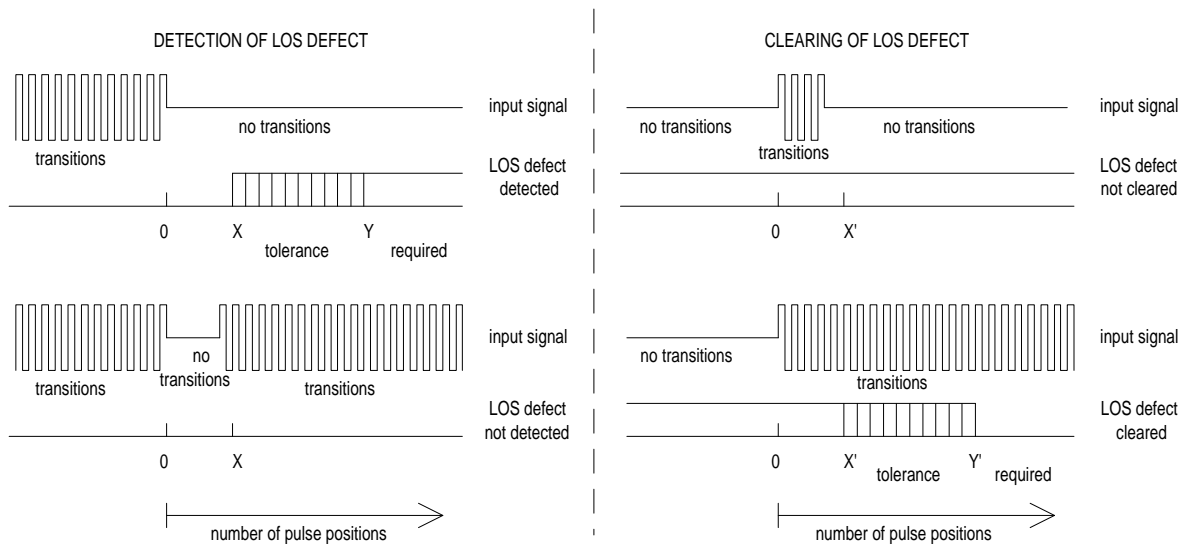 DETECTION OF LOS DEFECT
input signal
no transitions
transitions
LOS defect
detected
0 X Y
tolerance required
input signal
no
transitions
transitions transitions
LOS defect
not detected
0 X
number of pulse positions
CLEARING OF LOS DEFECT
input signal
no transitions no transitions
transitions
LOS defect
not cleared
0 X'
input signal
no transitions
transitions
LOS defect
cleared
0 X' Y'
tolerance required
number of pulse positions